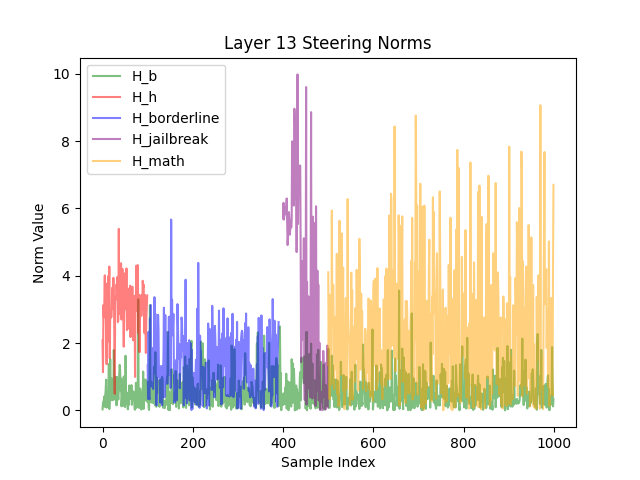 Layer 13 Steering Norms
H_b
H_h
H_borderline
H_jailbreak
H_math
Norm Value
10
8
6
4
2
0
0 200 400 600 800 1000
Sample Index